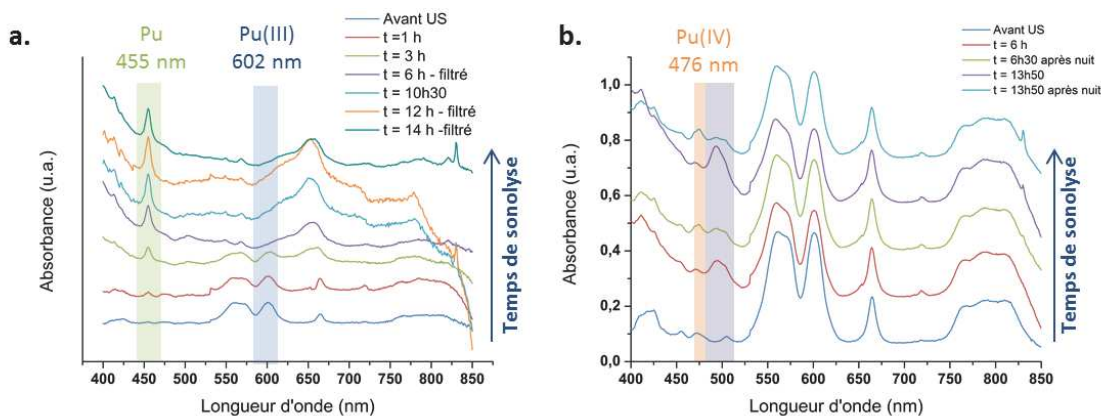 a.
Pu
455 nm
Pu(III)
602 nm
Avant US
t =1 h
t = 3 h
t = 6 h - filtré
t = 10h30
t = 12 h - filtré
t = 14 h -filtré
Absorbance (u.a.)
Temps de sonolyse
400 450 500 550 600 650 700 750 800 850
Longueur d'onde (nm)
b.
Pu(IV)
476 nm
Avant US
t = 6 h
t = 6h30 après nuit
t = 13h50
t = 13h50 après nuit
1,0
0,8
0,6
0,4
0,2
0,0
Absorbance (u.a.)
Temps de sonolyse
400 450 500 550 600 650 700 750 800 850
Longueur d'onde (nm)